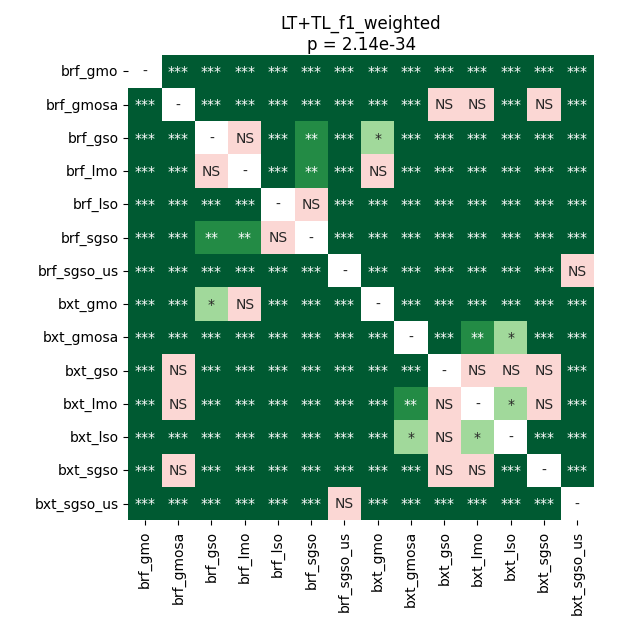 LT+TL_f1_weighted
p = 2.14e-34
brf_gmo - *** *** *** *** *** *** *** *** *** *** *** *** ***
brf_gmosa *** - *** *** *** *** *** *** *** NS NS *** NS ***
brf_gso *** *** - NS *** ** *** * *** *** *** *** *** ***
brf_lmo *** *** NS - *** ** *** NS *** *** *** *** *** ***
brf_lso *** *** *** *** - NS *** *** *** *** *** *** *** ***
brf_sgso *** *** ** ** NS - *** *** *** *** *** *** *** ***
brf_sgso_us *** *** *** *** *** *** - *** *** *** *** *** *** NS
bxt_gmo *** *** * NS *** *** *** - *** *** *** *** *** ***
bxt_gmosa *** *** *** *** *** *** *** *** - *** ** * *** ***
bxt_gso *** NS *** *** *** *** *** *** *** - NS NS NS ***
bxt_lmo *** NS *** *** *** *** *** *** ** NS - * NS ***
bxt_lso *** *** *** *** *** *** *** *** * NS * - *** ***
bxt_sgso *** NS *** *** *** *** *** *** *** NS NS *** - ***
bxt_sgso_us *** *** *** *** *** *** NS *** *** *** *** *** *** -
brf_gmo
brf_gmosa
brf_gso
brf_lmo
brf_lso
brf_sgso
brf_sgso_us
bxt_gmo
bxt_gmosa
bxt_gso
bxt_lmo
bxt_lso
bxt_sgso
bxt_sgso_us